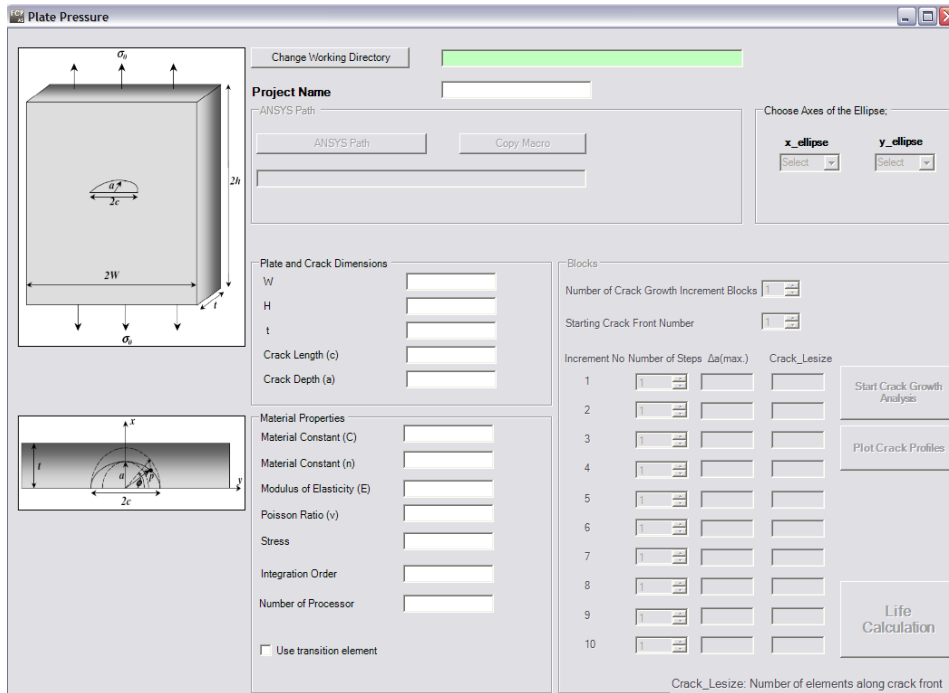 Plate Pressure
σ0
a
2c
2h
2W
t
σ0
x
t
a
ρ
ϕ
y
2c
Change Working Directory
Project Name
ANSYS Path
ANSYS Path
Copy Macro
Choose Axes of the Ellipse;
x_ellipse y_ellipse
Select Select
Plate and Crack Dimensions
W
H
t
Crack Length (c)
Crack Depth (a)
Material Properties
Material Constant (C)
Material Constant (n)
Modulus of Elasticity (E)
Poisson Ratio (v)
Stress
Integration Order
Number of Processor
Use transition element
Blocks
Number of Crack Growth Increment Blocks 1
Starting Crack Front Number 1
Increment No Number of Steps Δa(max.) Crack_Lesize
1 1
2 1
3 1
4 1
5 1
6 1
7 1
8 1
9 1
10 1
Start Crack Growth
Analysis
Plot Crack Profiles
Life
Calculation
Crack_Lesize: Number of elements along crack front